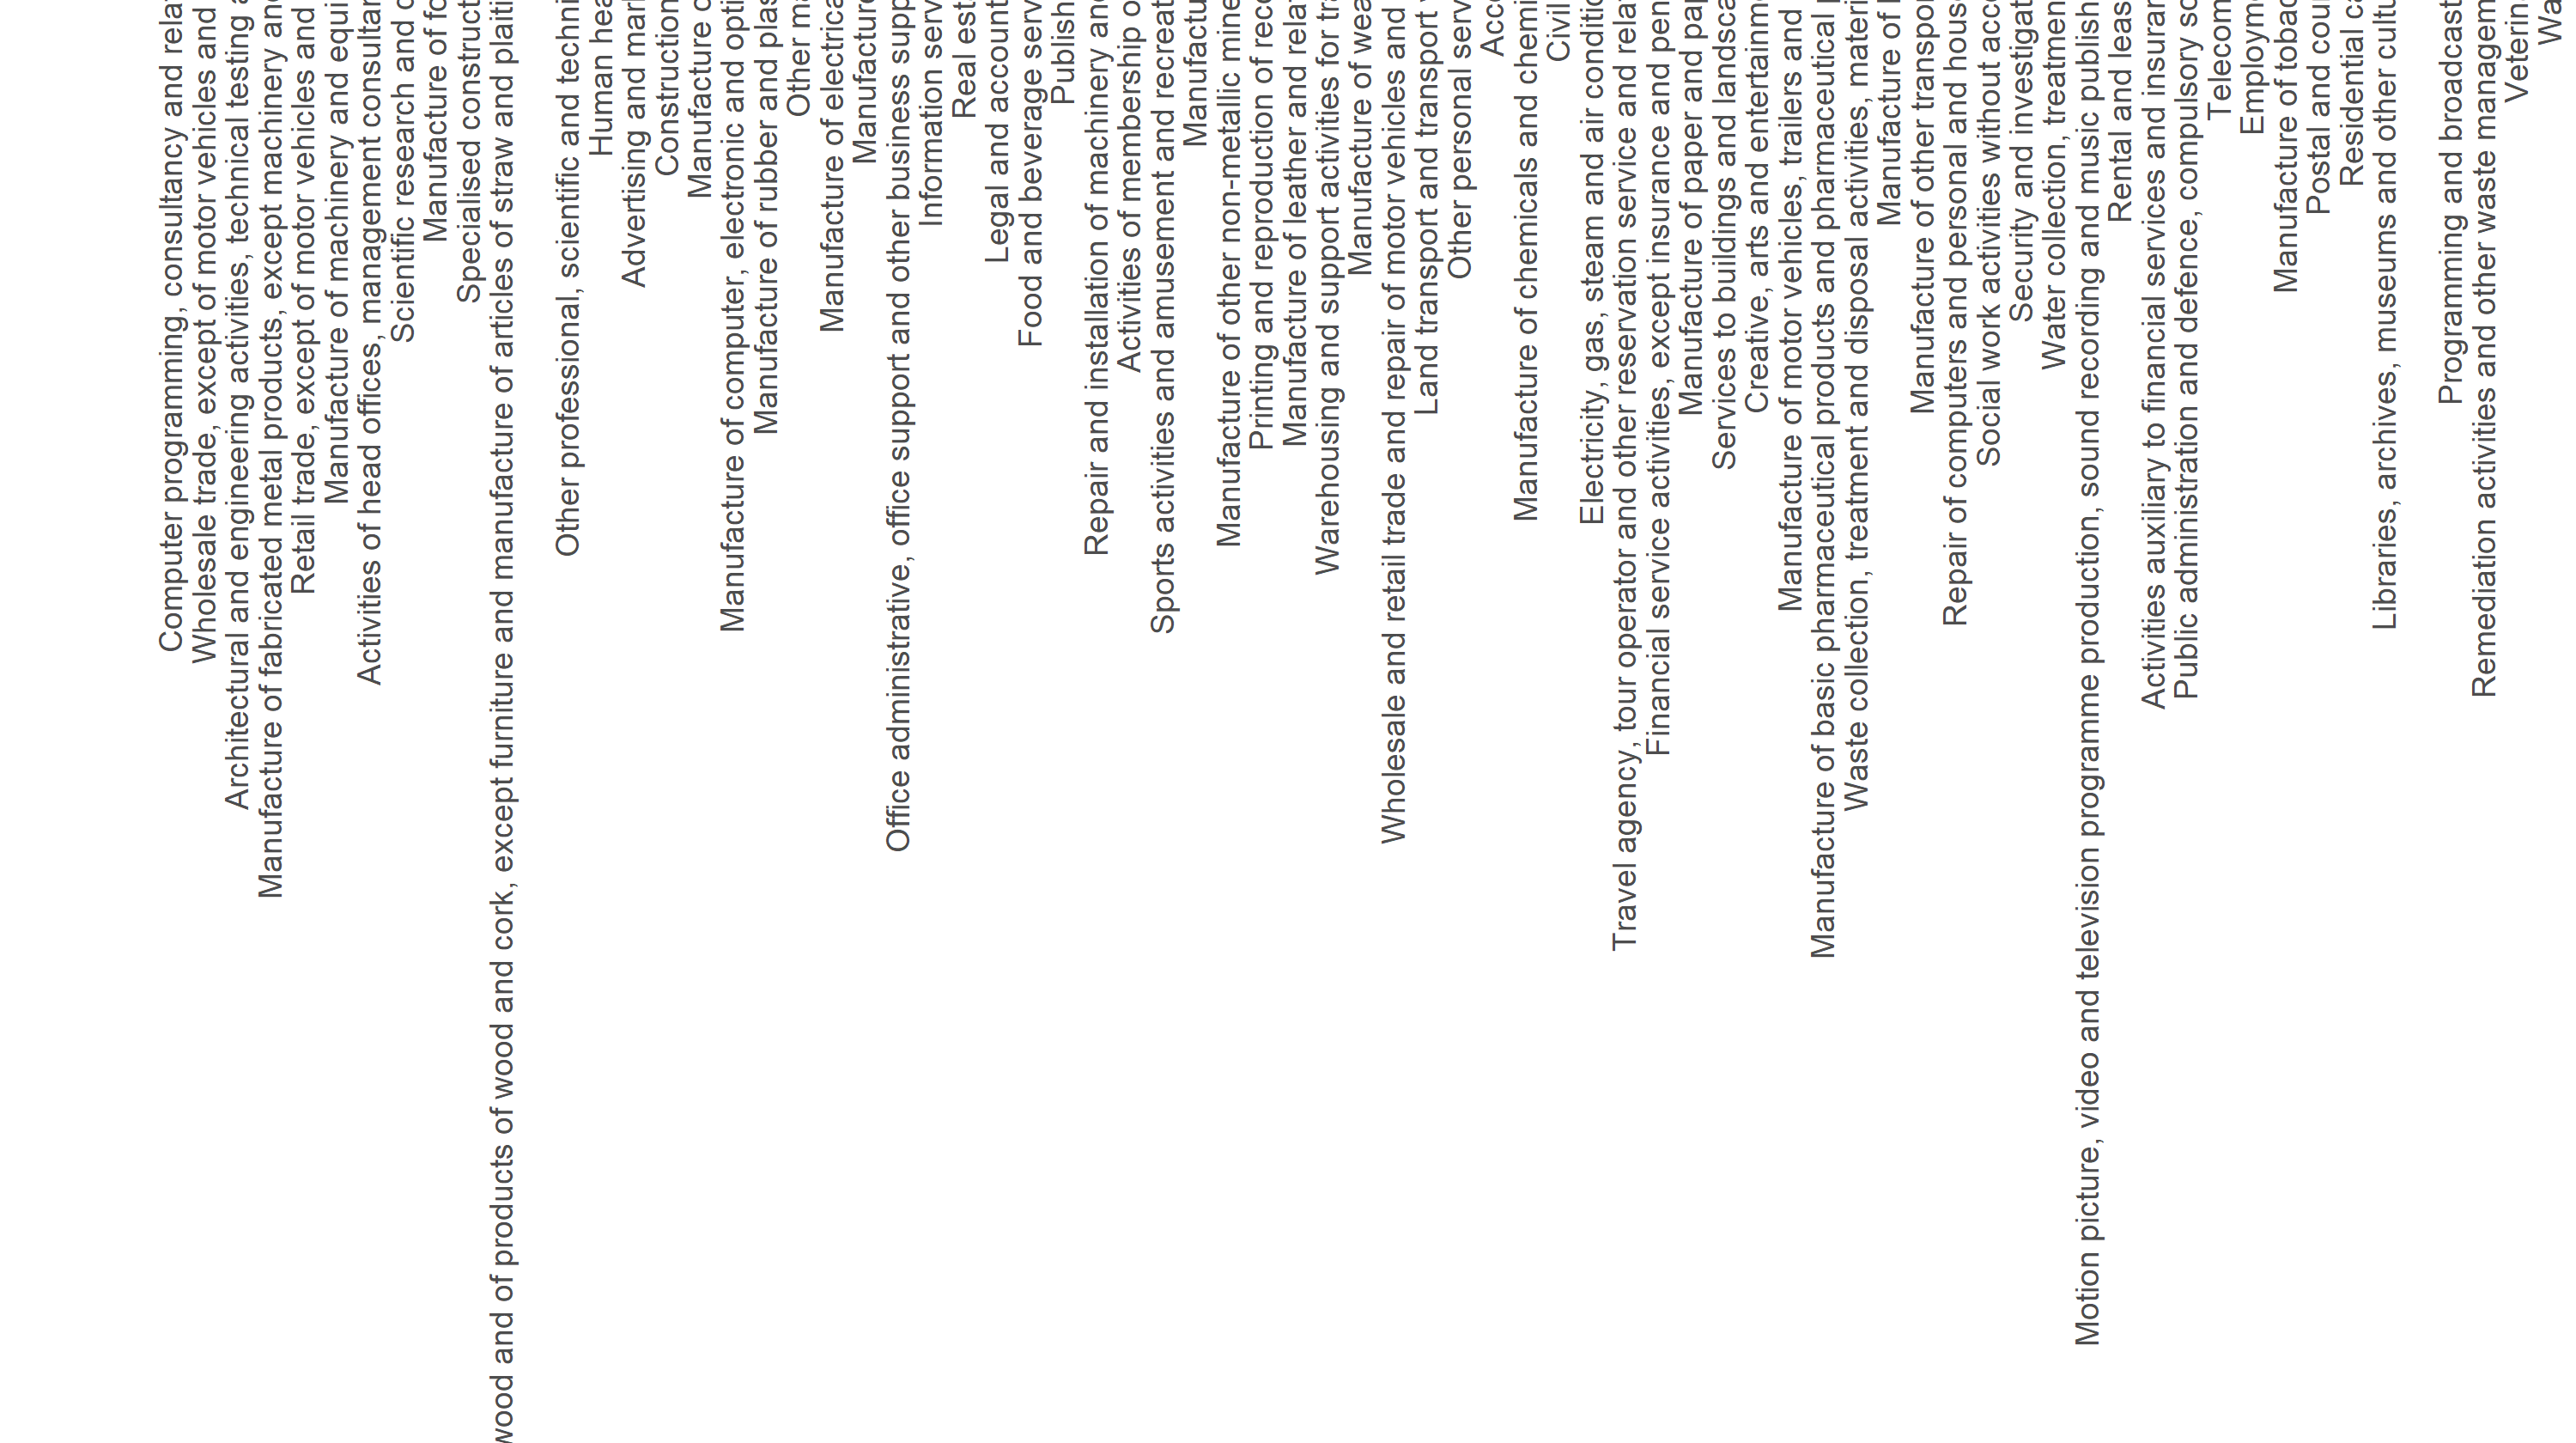 Computer programming, consultancy and relat
Wholesale trade, except of motor vehicles and
Architectural and engineering activities, technical testing a
Manufacture of fabricated metal products, except machinery and
Retail trade, except of motor vehicles and
Manufacture of machinery and equi
Activities of head offices, management consultan
Scientific research and d
Manufacture of fo
Specialised construct
wood and of products of wood and cork, except furniture and manufacture of articles of straw and plaiti
Other professional, scientific and techni
Human hea
Advertising and mar
Construction
Manufacture o
Manufacture of computer, electronic and opti
Manufacture of rubber and plas
Other ma
Manufacture of electrica
Manufacture
Office administrative, office support and other business supp
Information serv
Real est
Legal and account
Food and beverage serv
Publish
Repair and installation of machinery and
Activities of membership o
Sports activities and amusement and recreat
Manufactu
Manufacture of other non-metallic mine
Printing and reproduction of reco
Manufacture of leather and relat
Warehousing and support activities for tra
Manufacture of wea
Wholesale and retail trade and repair of motor vehicles and
Land transport and transport v
Other personal serv
Acco
Manufacture of chemicals and chemi
Civil
Electricity, gas, steam and air conditio
Travel agency, tour operator and other reservation service and relat
Financial service activities, except insurance and pen
Manufacture of paper and pap
Services to buildings and landsca
Creative, arts and entertainme
Manufacture of motor vehicles, trailers and
Manufacture of basic pharmaceutical products and pharmaceutical p
Waste collection, treatment and disposal activities, materi
Manufacture of
Manufacture of other transpor
Repair of computers and personal and hous
Social work activities without acco
Security and investigat
Water collection, treatmen
Motion picture, video and television programme production, sound recording and music publish
Rental and leas
Activities auxiliary to financial services and insuran
Public administration and defence, compulsory so
Telecom
Employm
Manufacture of tobac
Postal and cour
Residential ca
Libraries, archives, museums and other cultu
Programming and broadcast
Remediation activities and other waste managem
Veterin
Wa